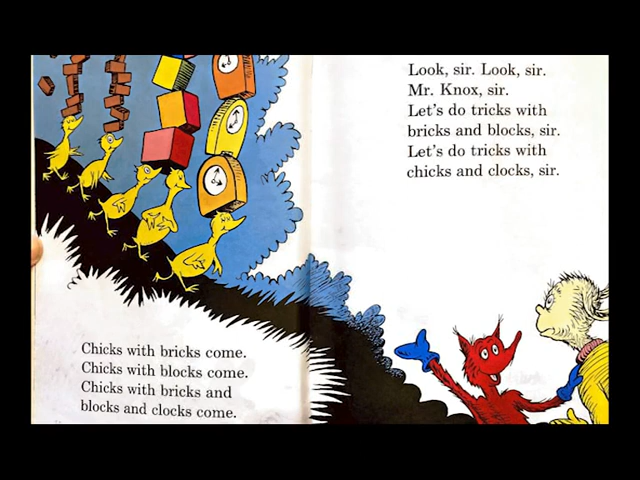 Chicks with bricks come.
Chicks with blocks come.
Chicks with bricks and
blocks and clocks come.
Look, sir. Look, sir.
Mr. Knox, sir.
Let's do tricks with
bricks and blocks, sir.
Let's do tricks with
chicks and clocks, sir.